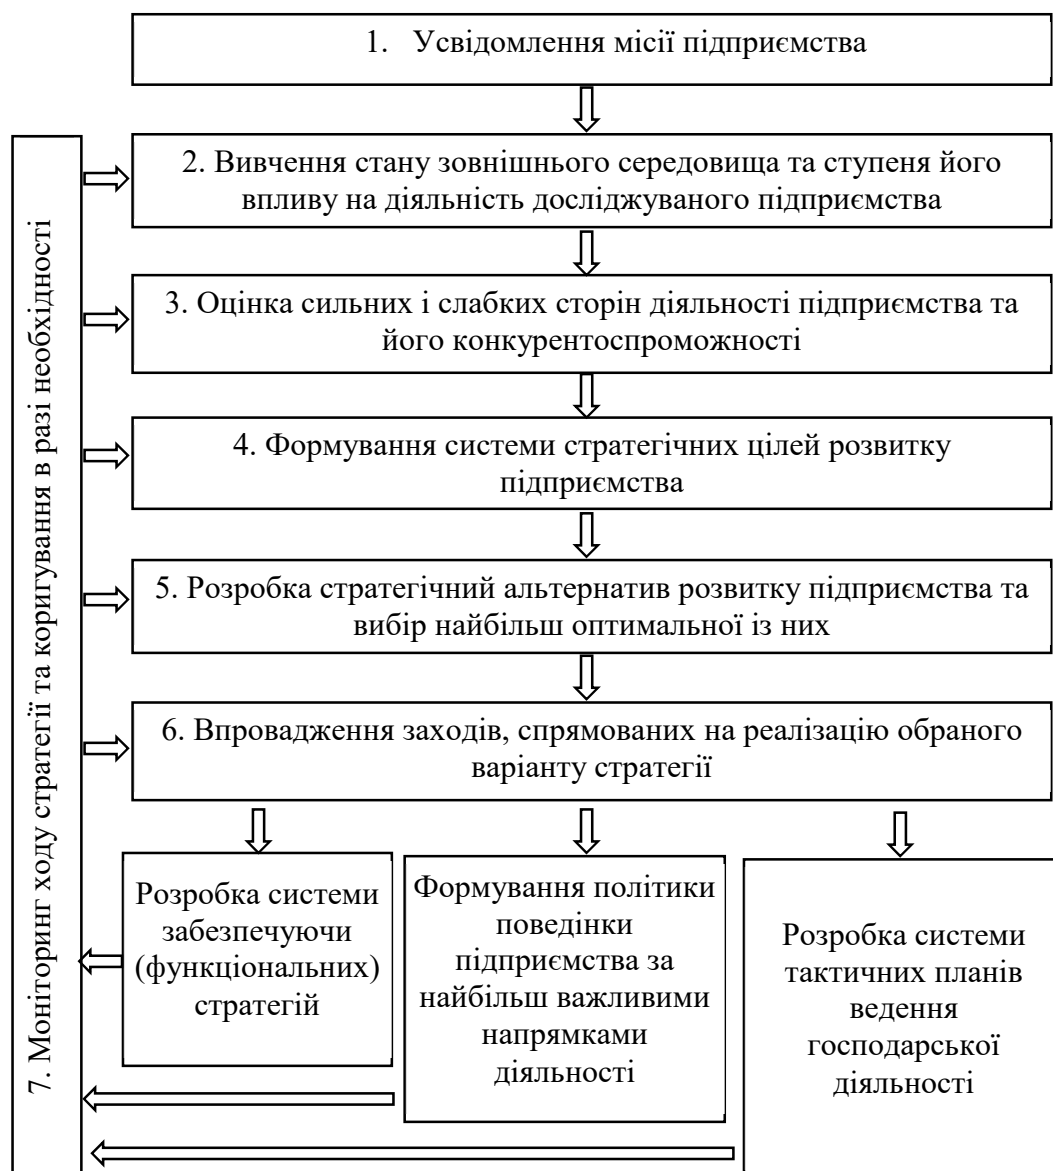 1. Усвідомлення місії підприємства
2. Вивчення стану зовнішнього середовища та ступеня його
впливу на діяльність досліджуваного підприємства
3. Оцінка сильних і слабких сторін діяльності підприємства та
його конкурентоспроможності
4. Формування системи стратегічних цілей розвитку
підприємства
5. Розробка стратегічний альтернатив розвитку підприємства та
вибір найбільш оптимальної із них
6. Впровадження заходів, спрямованих на реалізацію обраного
варіанту стратегії
Розробка системи
забезпечуючи
(функціональних)
стратегій
Формування політики
поведінки
підприємства за
найбільш важливими
напрямками
діяльності
Розробка системи
тактичних планів
ведення
господарської
діяльності
7. Моніторинг ходу стратегії та коригування в разі необхідності